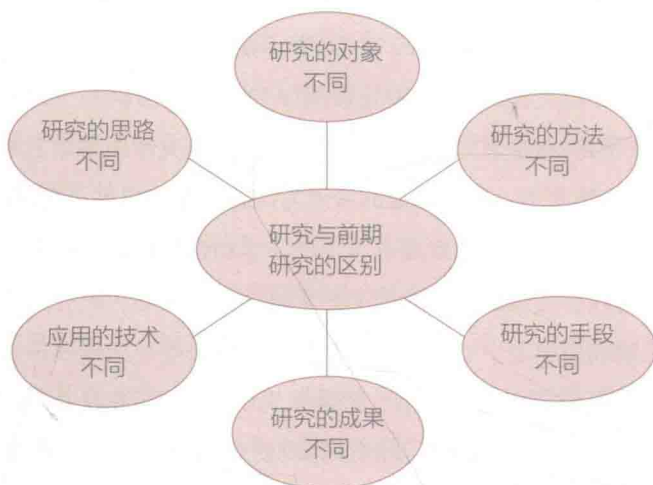 研究的对象
不同
研究的思路
不同
研究的方法
不同
研究与前期
研究的区别
应用的技术
不同
研究的手段
不同
研究的成果
不同